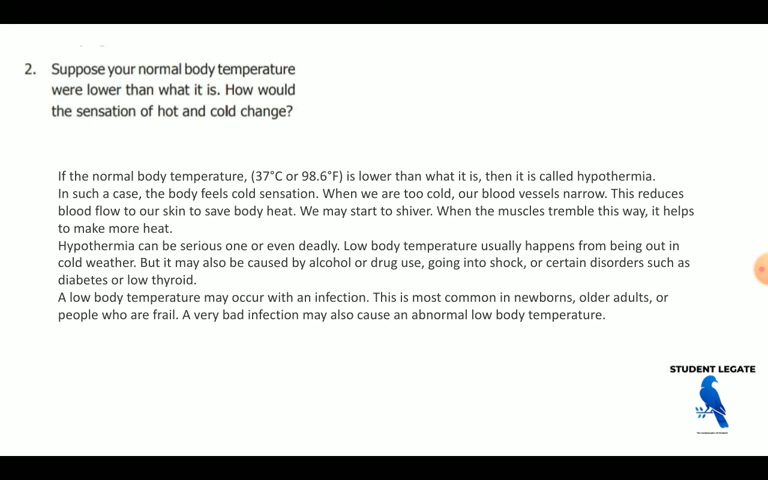 2. Suppose your normal body temperature
were lower than what it is. How would
the sensation of hot and cold change?
If the normal body temperature, (37°C or 98.6°F) is lower than what it is, then it is called hypothermia.
In such a case, the body feels cold sensation. When we are too cold, our blood vessels narrow. This reduces
blood flow to our skin to save body heat. We may start to shiver. When the muscles tremble this way, it helps
to make more heat.
Hypothermia can be serious one or even deadly. Low body temperature usually happens from being out in
cold weather. But it may also be caused by alcohol or drug use, going into shock, or certain disorders such as
diabetes or low thyroid.
A low body temperature may occur with an infection. This is most common in newborns, older adults, or
people who are frail. A very bad infection may also cause an abnormal low body temperature.
STUDENT LEGATE